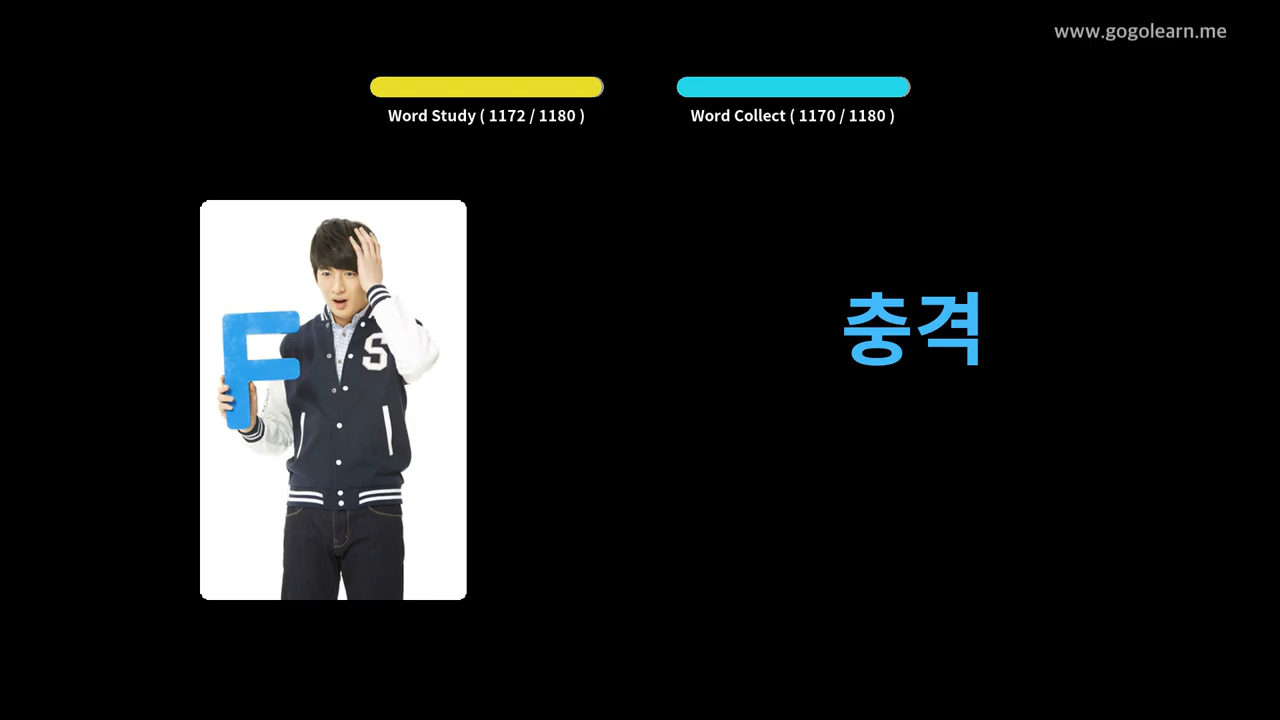 www.gogolearn.me
Word Study ( 1172 / 1180 )
Word Collect ( 1170 / 1180 )
F
S
충격